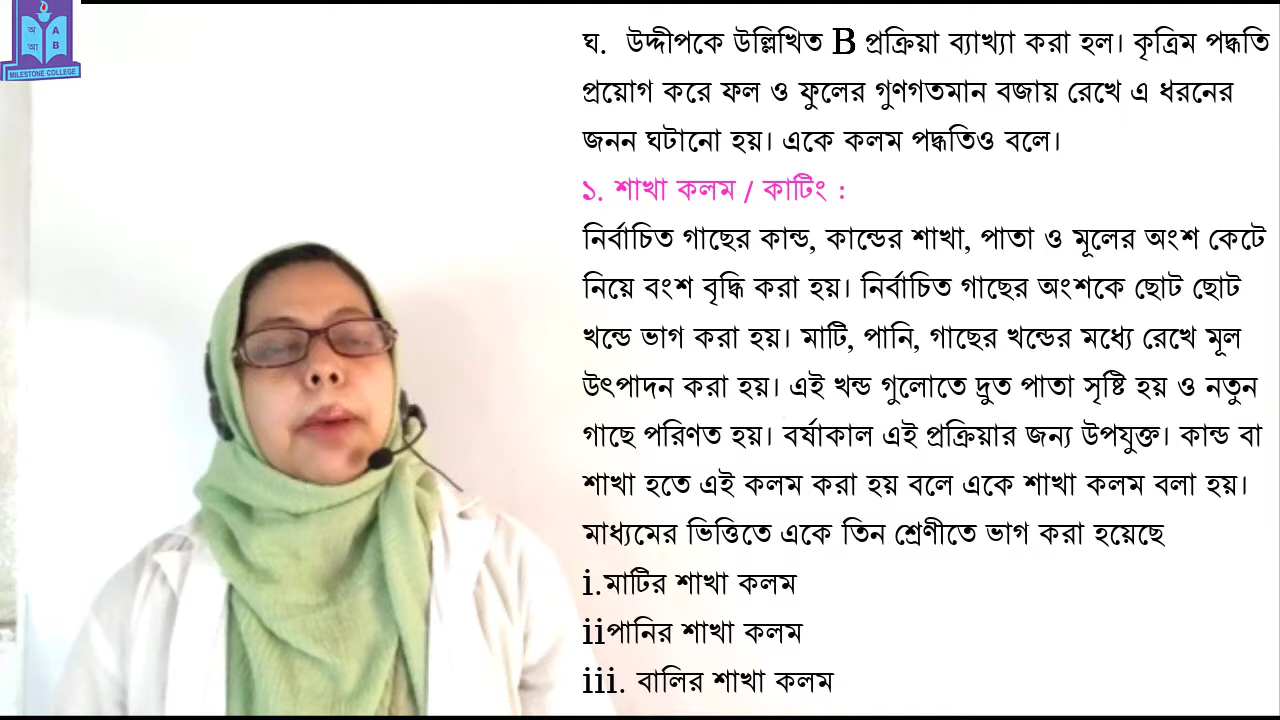 অ A
আ B
MILESTONE COLLEGE
ঘ. উদ্দীপকে উল্লিখিত B প্রক্রিয়া ব্যাখ্যা করা হল। কৃত্রিম পদ্ধতি
প্রয়োগ করে ফল ও ফুলের গুণগতমান বজায় রেখে এ ধরনের
জনন ঘটানো হয়। একে কলম পদ্ধতিও বলে।
১. শাখা কলম / কাটিং :
নির্বাচিত গাছের কান্ড, কান্ডের শাখা, পাতা ও মূলের অংশ কেটে
নিয়ে বংশ বৃদ্ধি করা হয়। নির্বাচিত গাছের অংশকে ছোট ছোট
খন্ডে ভাগ করা হয়। মাটি, পানি, গাছের খন্ডের মধ্যে রেখে মূল
উৎপাদন করা হয়। এই খন্ড গুলোতে দ্রুত পাতা সৃষ্টি হয় ও নতুন
গাছে পরিণত হয়। বর্ষাকাল এই প্রক্রিয়ার জন্য উপযুক্ত। কান্ড বা
শাখা হতে এই কলম করা হয় বলে একে শাখা কলম বলা হয়।
মাধ্যমের ভিত্তিতে একে তিন শ্রেণীতে ভাগ করা হয়েছে
i.মাটির শাখা কলম
iiপানির শাখা কলম
iii. বালির শাখা কলম